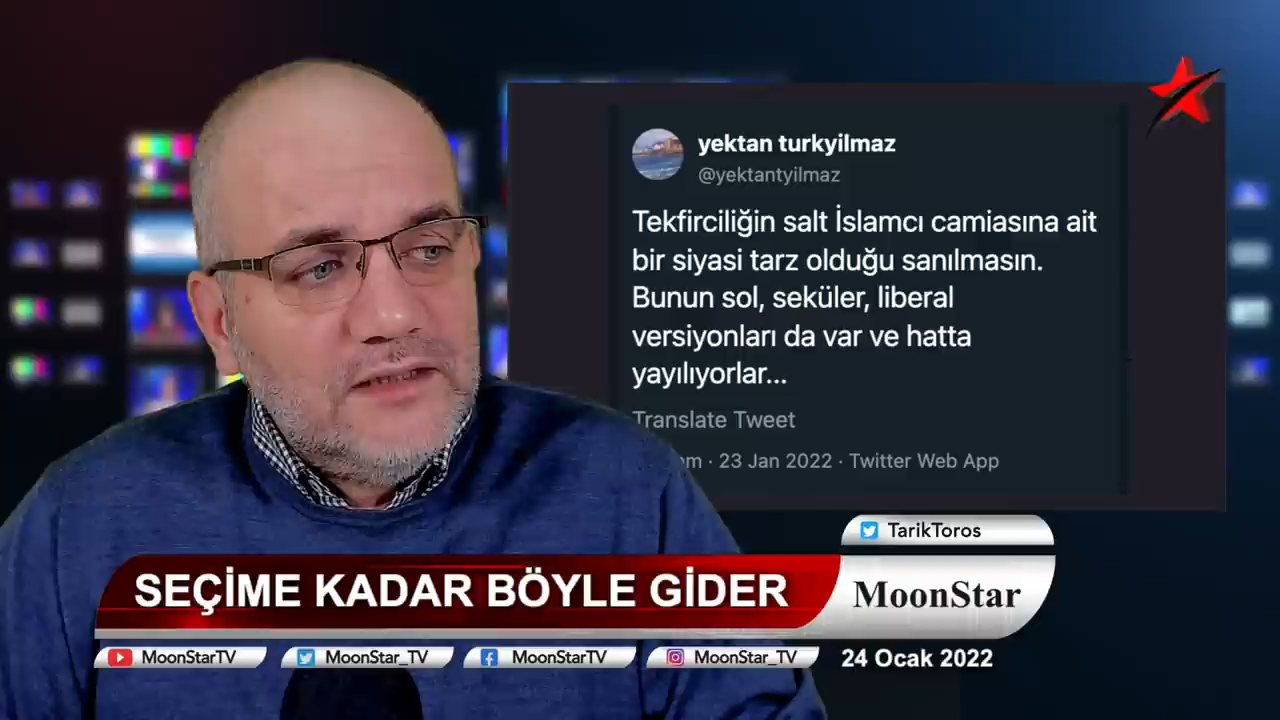 yektan turkyilmaz
@yektantyilmaz
Tekfirciliğin salt İslamcı camiasına ait
bir siyasi tarz olduğu sanılmasın.
Bunun sol, seküler, liberal
versiyonları da var ve hatta
yayılıyorlar...
Translate Tweet
· 23 Jan 2022 · Twitter Web App
TarikToros
SEÇİME KADAR BÖYLE GİDER
MoonStar
MoonStarTV
MoonStar_TV
MoonStarTV
MoonStar_TV
24 Ocak 2022